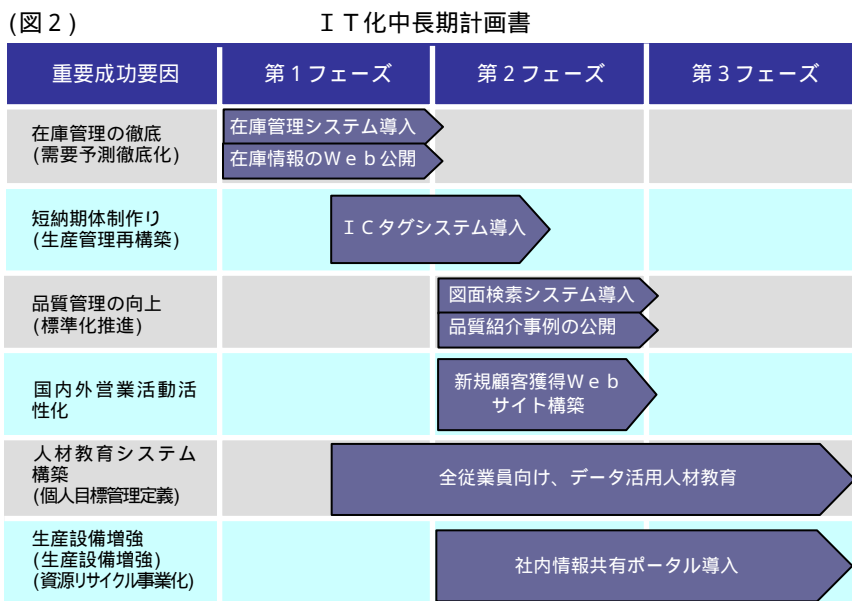 (図２)
ＩＴ化中長期計画書
重要成功要因
第１フェーズ
第２フェーズ
第３フェーズ
在庫管理の徹底
(需要予測徹底化)
在庫管理システム導入
在庫情報のＷｅｂ公開
短納期体制作り
(生産管理再構築)
ＩＣタグシステム導入
品質管理の向上
(標準化推進)
図面検素システム導入
品質紹介事例の公開
国内外営業活動活
性化
新規顧客獲得Ｗｅｂ
サイト構築
人材教育システム
構築
(個人目標管理定義)
全従業員向け、データ活用人材教育
生産設備増強
(生産設備増強)
(資源リサイクル事業化)
社内情報共有ポータル導入